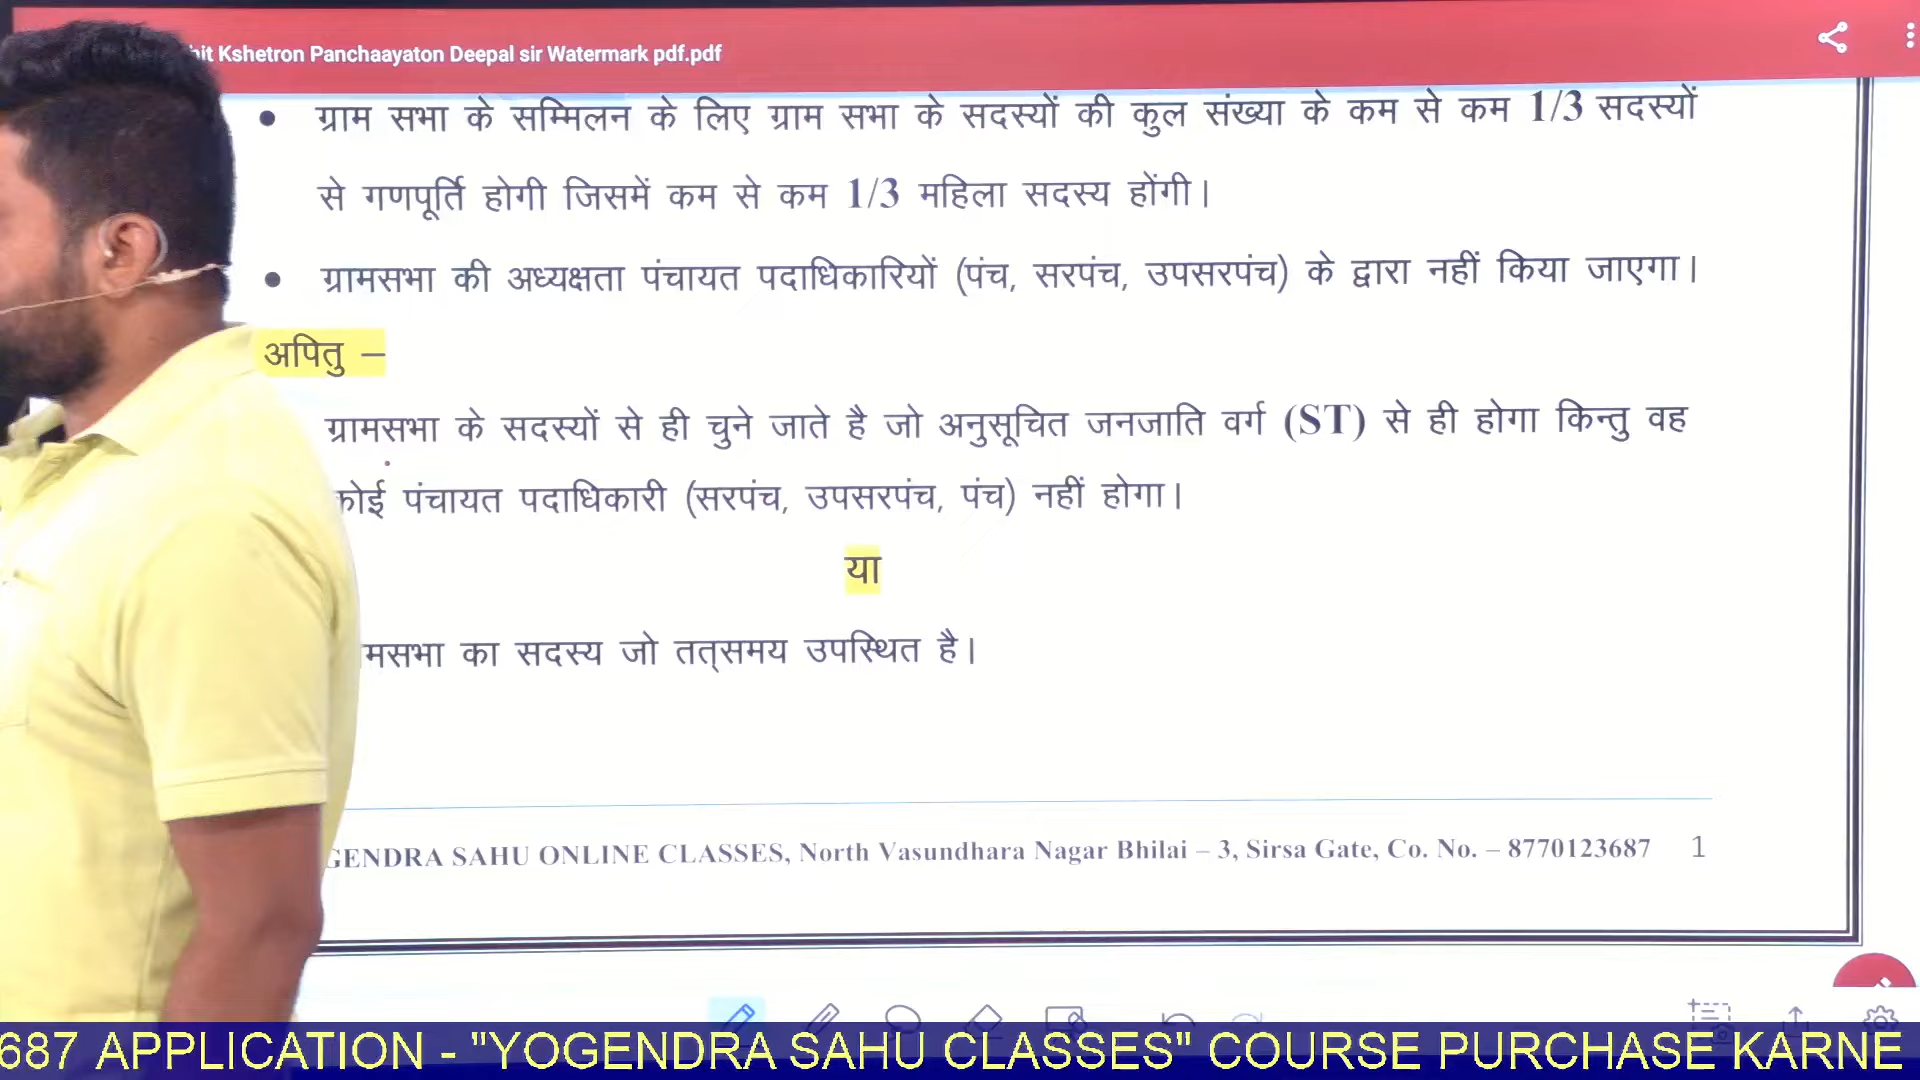 Kshetron Panchaayaton Deepal sir Watermark pdf.pdf
• ग्राम सभा के सम्मिलन के लिए ग्राम सभा के सदस्यों की कुल संख्या के कम से कम 1/3 सदस्यों
से गणपूर्ति होगी जिसमें कम से कम 1/3 महिला सदस्य होंगी।
• ग्रामसभा की अध्यक्षता पंचायत पदाधिकारियों (पंच, सरपंच, उपसरपंच) के द्वारा नहीं किया जाएगा।
अपितु –
ग्रामसभा के सदस्यों से ही चुने जाते है जो अनुसूचित जनजाति वर्ग (ST) से ही होगा किन्तु वह
कोई पंचायत पदाधिकारी (सरपंच, उपसरपंच, पंच) नहीं होगा।
या
मसभा का सदस्य जो तत्समय उपस्थित है।
GENDRA SAHU ONLINE CLASSES, North Vasundhara Nagar Bhilai – 3, Sirsa Gate, Co. No. – 8770123687 1
687 APPLICATION - "YOGENDRA SAHU CLASSES" COURSE PURCHASE KARNE